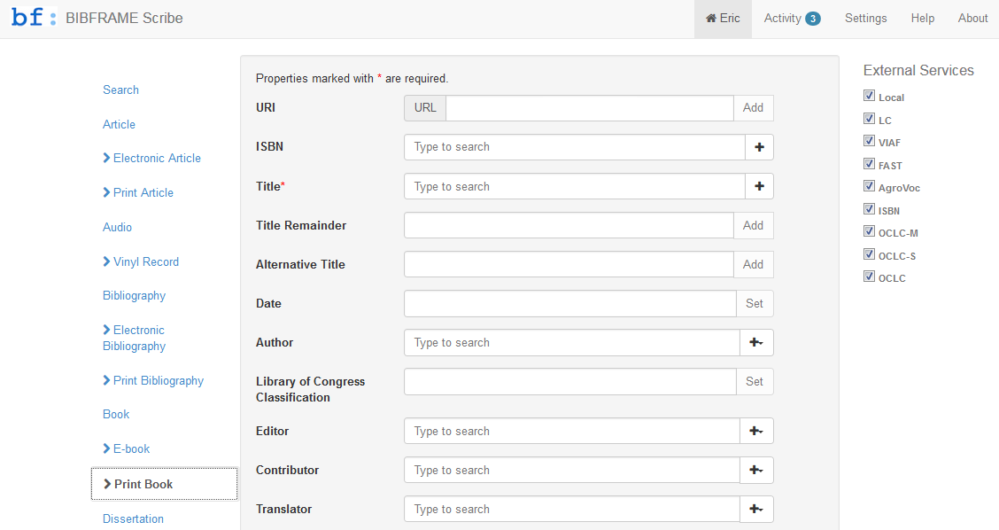 bf: BIBFRAME Scribe
Eric
Activity 3
Settings
Help
About
Search
Article
Electronic Article
Print Article
Audio
Vinyl Record
Bibliography
Electronic
Bibliography
Print Bibliography
Book
E-book
Print Book
Dissertation
Properties marked with * are required.
URI URL Add
ISBN Type to search
Title* Type to search
Title Remainder Add
Alternative Title Add
Date Set
Author Type to search
Library of Congress
Classification Set
Editor Type to search
Contributor Type to search
Translator Type to search
External Services
Local
LC
VIAF
FAST
AgroVoc
ISBN
OCLC-M
OCLC-S
OCLC